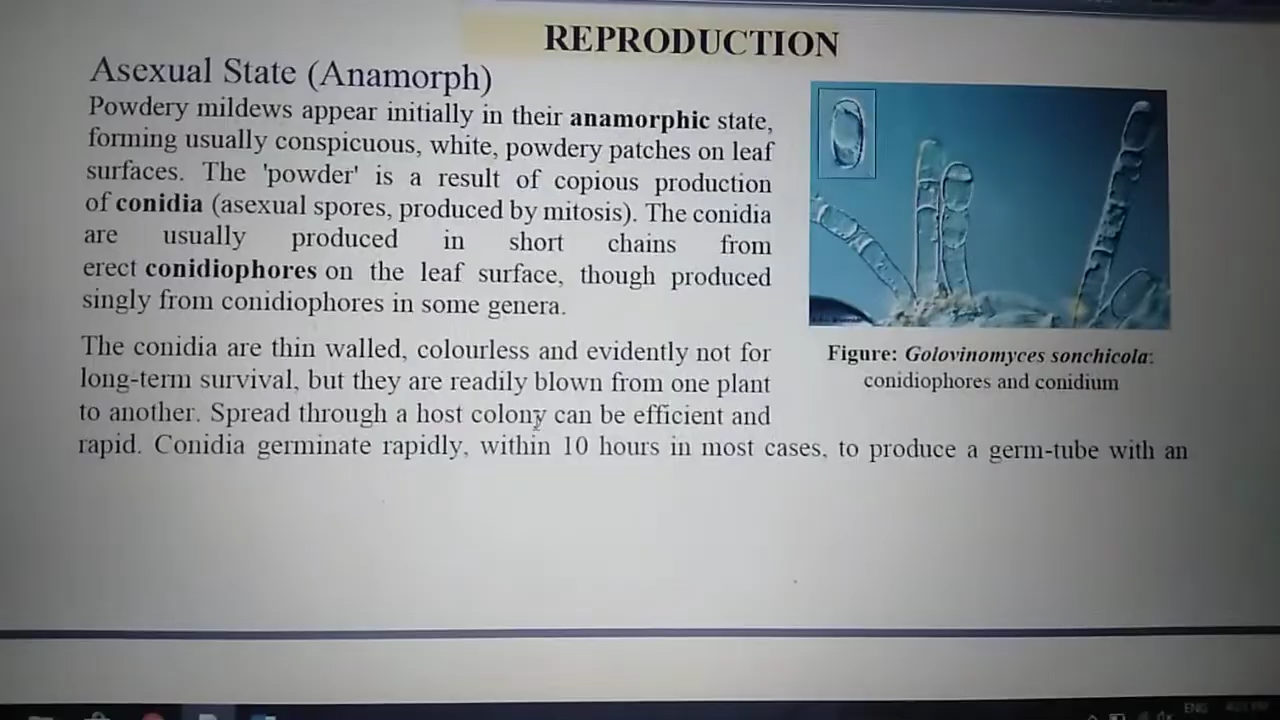 REPRODUCTION
Asexual State (Anamorph)
Powdery mildews appear initially in their anamorphic state,
forming usually conspicuous, white, powdery patches on leaf
surfaces. The 'powder' is a result of copious production
of conidia (asexual spores, produced by mitosis). The conidia
are usually produced in short chains from
erect conidiophores on the leaf surface, though produced
singly from conidiophores in some genera.
The conidia are thin walled, colourless and evidently not for
long-term survival, but they are readily blown from one plant
to another. Spread through a host colony can be efficient and
rapid. Conidia germinate rapidly, within 10 hours in most cases, to produce a germ-tube with an
Figure: Golovinomyces sonchicola:
conidiophores and conidium
ENG